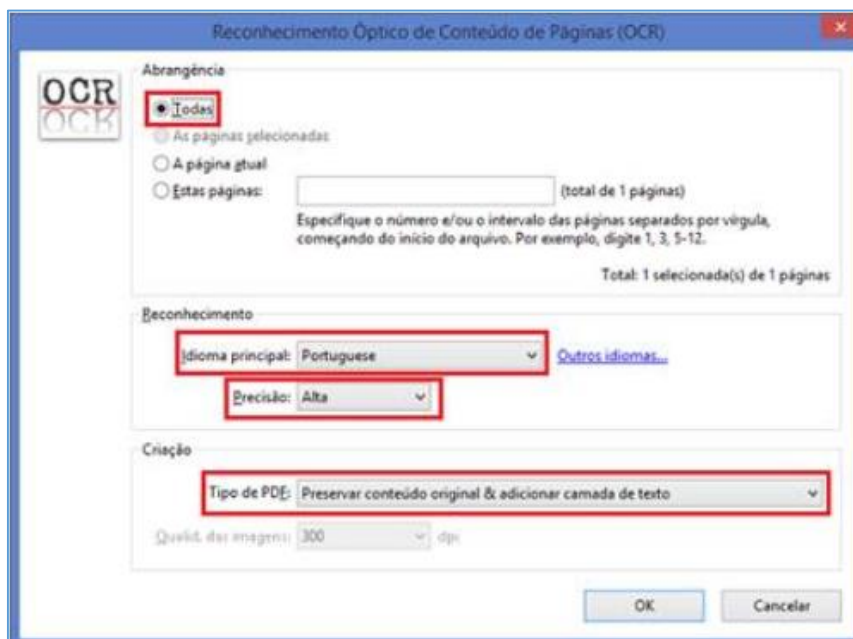 Reconhecimento Óptico de Conteúdo de Páginas (OCR)
OCR
Abrangência
Todas
As páginas selecionadas
A página atual
Estas páginas:
(total de 1 páginas)
Especifique o número e/ou o intervalo das páginas separados por vírgula,
começando do início do arquivo. Por exemplo, digite 1, 3, 5-12.
Total: 1 selecionada(s) de 1 páginas
Reconhecimento
Idioma principal: Portuguese
Outros idiomas...
Precisão: Alta
Criação
Tipo de PDF: Preservar conteúdo original & adicionar camada de texto
Qualid. das imagens: 300 dpi
OK
Cancelar